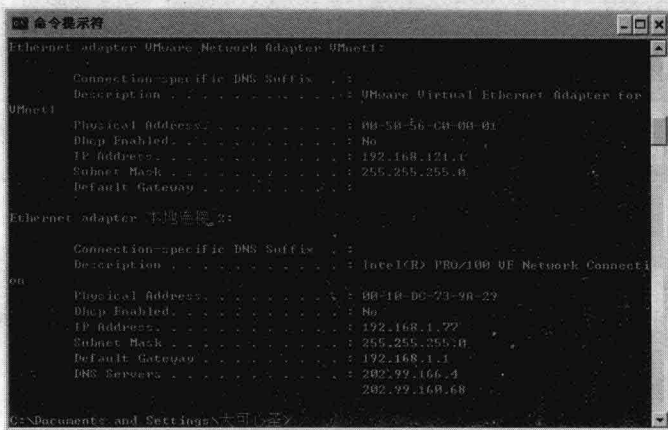 命令提示符
Ethernet adapter VMware Network Adapter VMnet1:
Connection-specific DNS Suffix . :
Description . . . . . . . . . . . : VMware Virtual Ethernet Adapter for
VMnet1
Physical Address. . . . . . . . . : 00-50-56-C0-00-01
Dhcp Enabled. . . . . . . . . . . : No
IP Address. . . . . . . . . . . . : 192.168.121.1
Subnet Mask . . . . . . . . . . . : 255.255.255.0
Default Gateway . . . . . . . . . :
Ethernet adapter 本地连接 2:
Connection-specific DNS Suffix . :
Description . . . . . . . . . . . : Intel(R) PRO/100 VE Network Connecti
on
Physical Address. . . . . . . . . : 00-10-DC-73-9A-29
Dhcp Enabled. . . . . . . . . . . : No
IP Address. . . . . . . . . . . . : 192.168.1.77
Subnet Mask . . . . . . . . . . . : 255.255.255.0
Default Gateway . . . . . . . . . : 192.168.1.1
DNS Servers . . . . . . . . . . . : 202.99.166.4
202.99.160.68
C:\Documents and Settings\